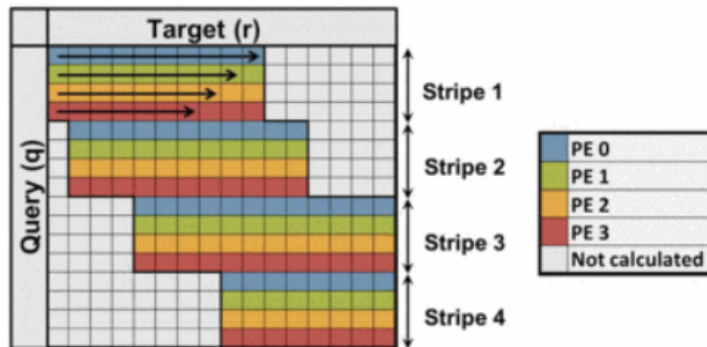 Target (r)
Query (q)
Stripe 1
Stripe 2
Stripe 3
Stripe 4
PE 0
PE 1
PE 2
PE 3
Not calculated